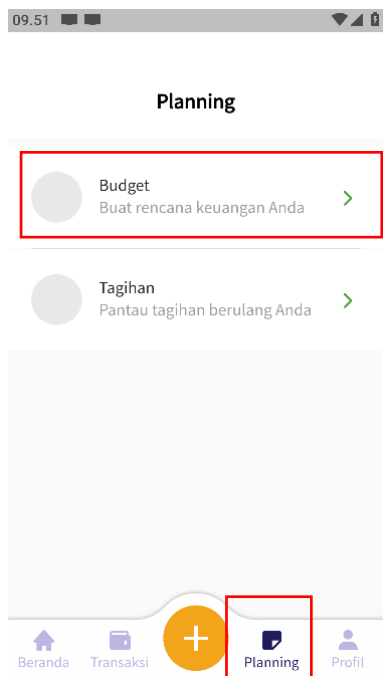 09.51
Planning
Budget
Buat rencana keuangan Anda
Tagihan
Pantau tagihan berulang Anda
Beranda
Transaksi
Planning
Profil